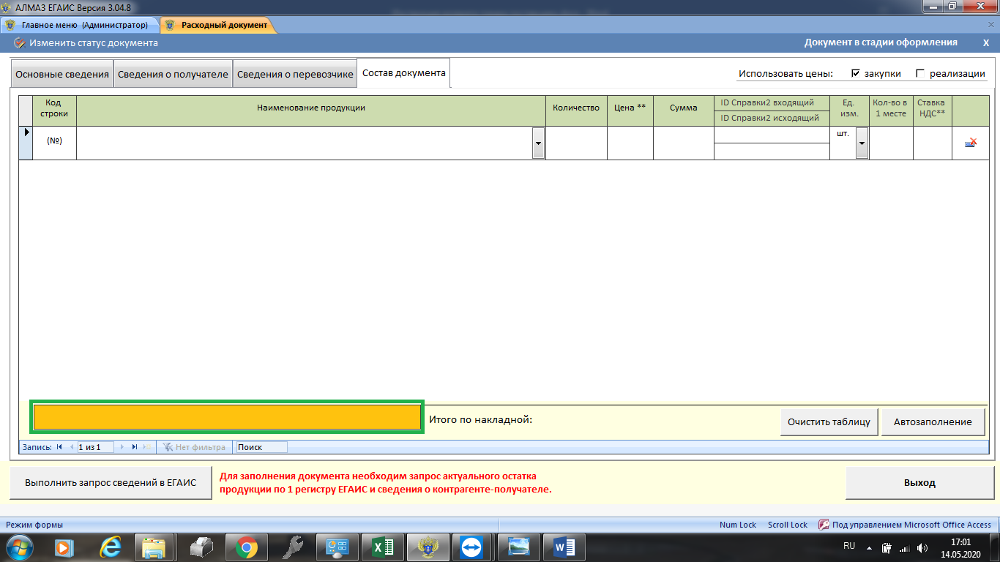 АЛМАЗ ЕГАИС Версия 3.04.8
Главное меню (Администратор)
Расходный документ
Изменить статус документа
Документ в стадии оформления
X
Основные сведения
Сведения о получателе
Сведения о перевозчике
Состав документа
Использовать цены:
закупки
реализации
Код строки
Наименование продукции
Количество
Цена **
Сумма
ID Справки2 входящий
ID Справки2 исходящий
Ед. изм.
Кол-во в 1 месте
Ставка НДС**
(№)
шт.
Итого по накладной:
Очистить таблицу
Автозаполнение
Запись:
1 из 1
Нет фильтра
Поиск
Выполнить запрос сведений в ЕГАИС
Для заполнения документа необходим запрос актуального остатка
продукции по 1 регистру ЕГАИС и сведения о контрагенте-получателе.
Выход
Режим формы
Num Lock
Scroll Lock
Под управлением Microsoft Office Access
RU
17:01
14.05.2020